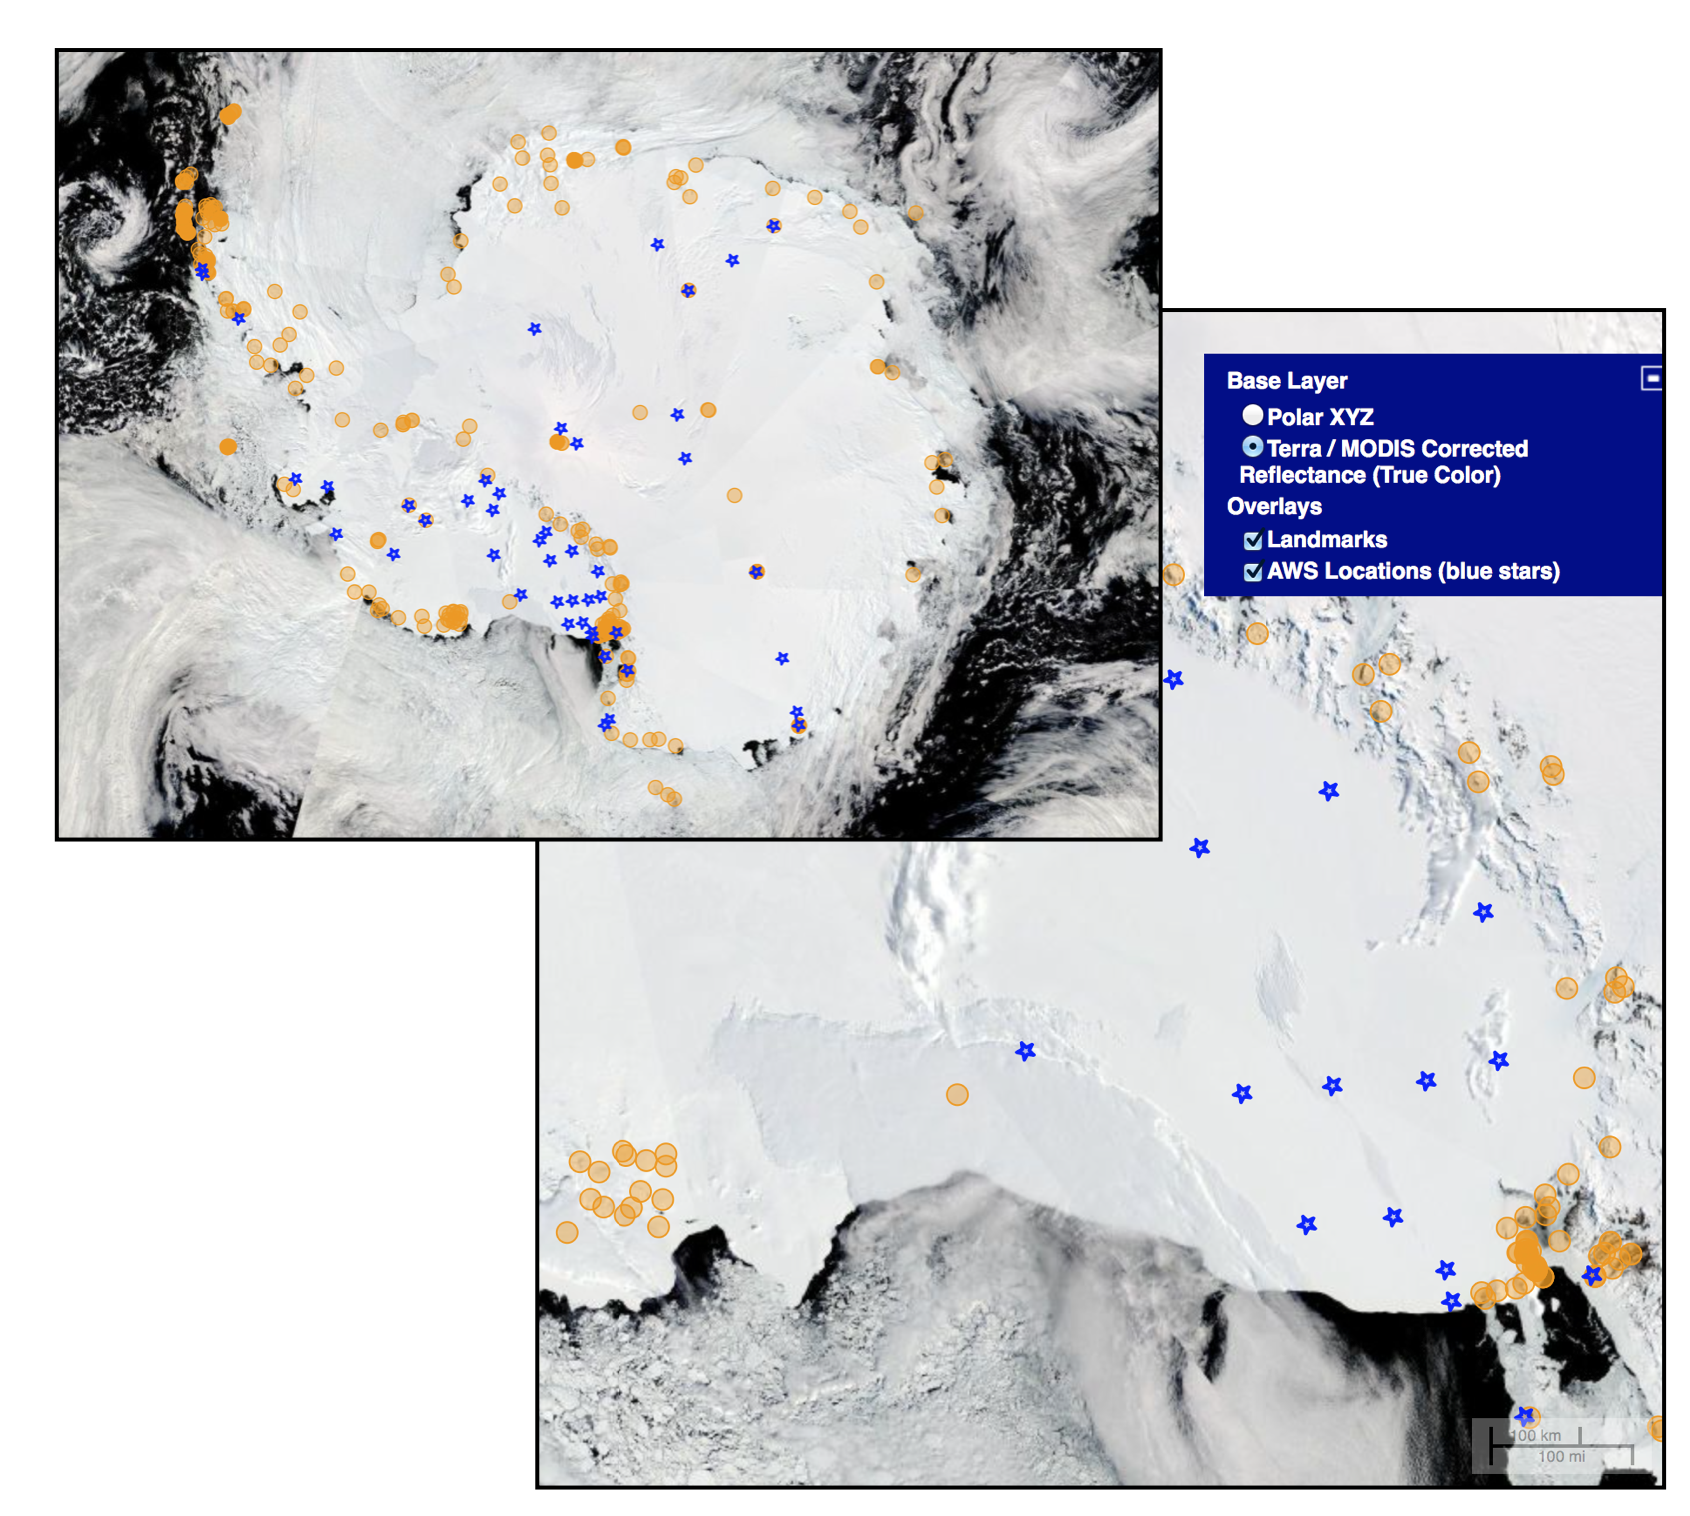 Base Layer
Polar XYZ
Terra / MODIS Corrected
Reflectance (True Color)
Overlays
Landmarks
AWS Locations (blue stars)
100 km
100 mi